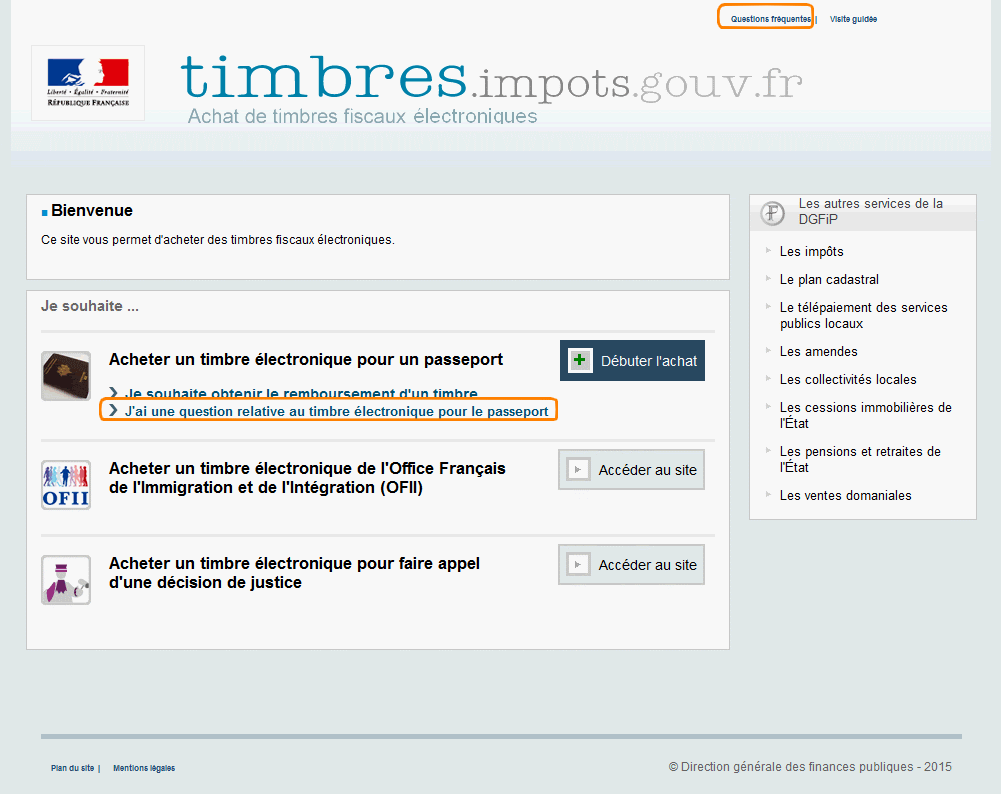 Questions fréquentes | Visite guidée
Liberté • Égalité • Fraternité
RÉPUBLIQUE FRANÇAISE
timbres.impots.gouv.fr
Achat de timbres fiscaux électroniques
Bienvenue
Ce site vous permet d'acheter des timbres fiscaux électroniques.
Je souhaite ...
Acheter un timbre électronique pour un passeport
Débuter l'achat
Je souhaite obtenir le remboursement d'un timbre
J'ai une question relative au timbre électronique pour le passeport
OFII
Acheter un timbre électronique de l'Office Français
de l'Immigration et de l'Intégration (OFII)
Accéder au site
Acheter un timbre électronique pour faire appel
d'une décision de justice
Accéder au site
Les autres services de la
DGFiP
Les impôts
Le plan cadastral
Le télépaiement des services
publics locaux
Les amendes
Les collectivités locales
Les cessions immobilières de
l'État
Les pensions et retraites de
l'État
Les ventes domaniales
Plan du site | Mentions légales
© Direction générale des finances publiques - 2015